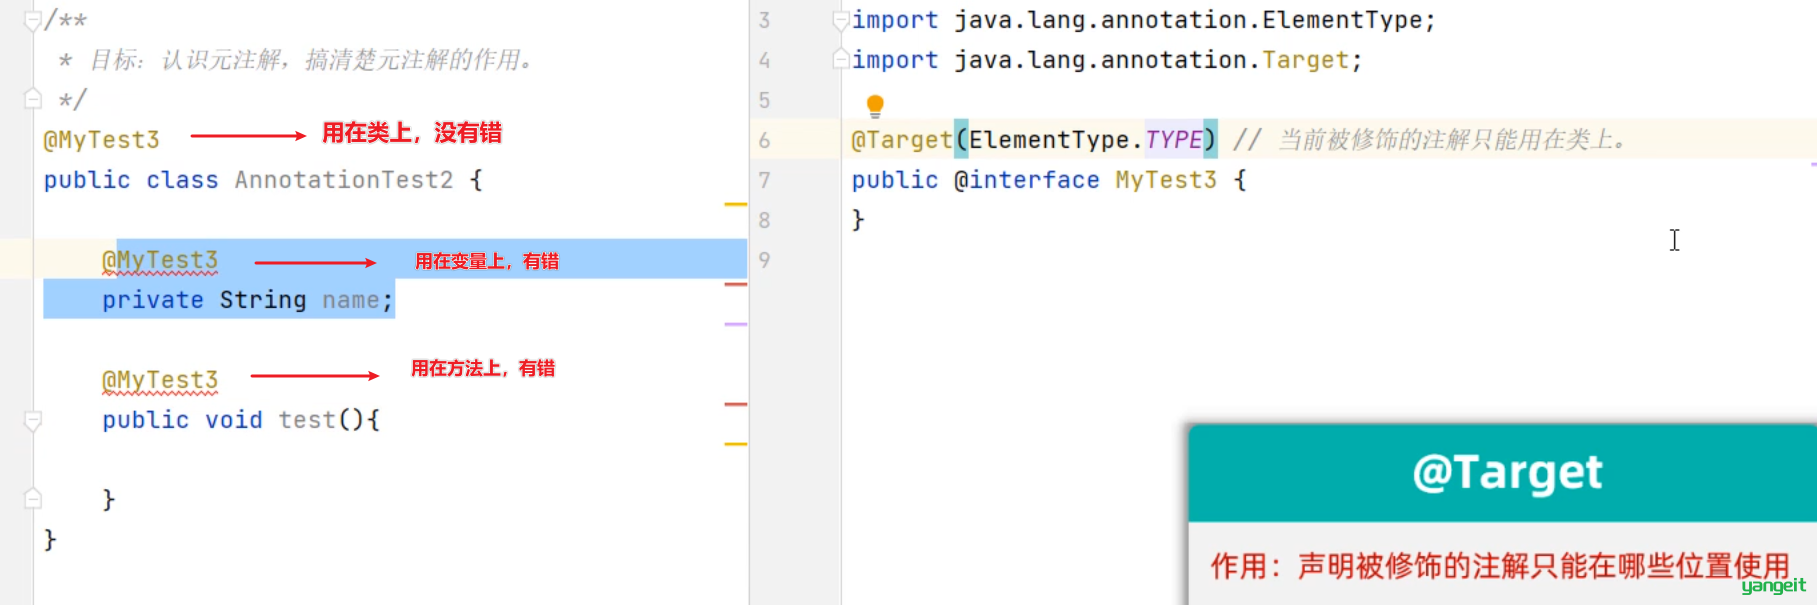 /**
* 目标：认识元注解，搞清楚元注解的作用。
*/
@MyTest3 用在类上，没有错
public class AnnotationTest2 {
@MyTest3 用在变量上，有错
private String name;
@MyTest3 用在方法上，有错
public void test(){
}
}
3 import java.lang.annotation.ElementType;
4 import java.lang.annotation.Target;
5
6 @Target(ElementType.TYPE) // 当前被修饰的注解只能用在类上。
7 public @interface MyTest3 {
8 }
9
@Target
作用：声明被修饰的注解只能在哪些位置使用
yangeit